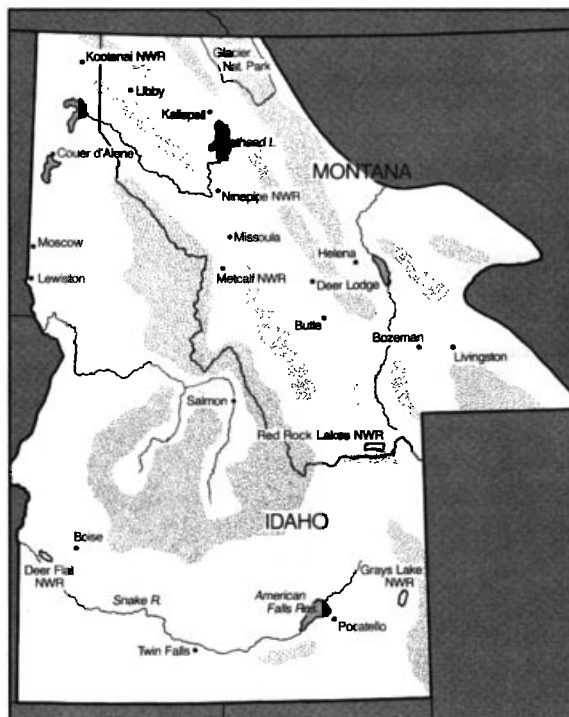 Glacier
Nat. Park
Kootenai NWR
Libby
Kalispell
Flathead L.
Couer d'Alene
MONTANA
Ninepipe NWR
Missoula
Moscow
Helena
Lewiston
Metcalf NWR
Deer Lodge
Butte
Bozeman
Livingston
Salmon
Red Rock Lakes NWR
IDAHO
Boise
Deer Flat
NWR
Grays Lake
NWR
Snake R.
American
Falls Res.
Pocatello
Twin Falls